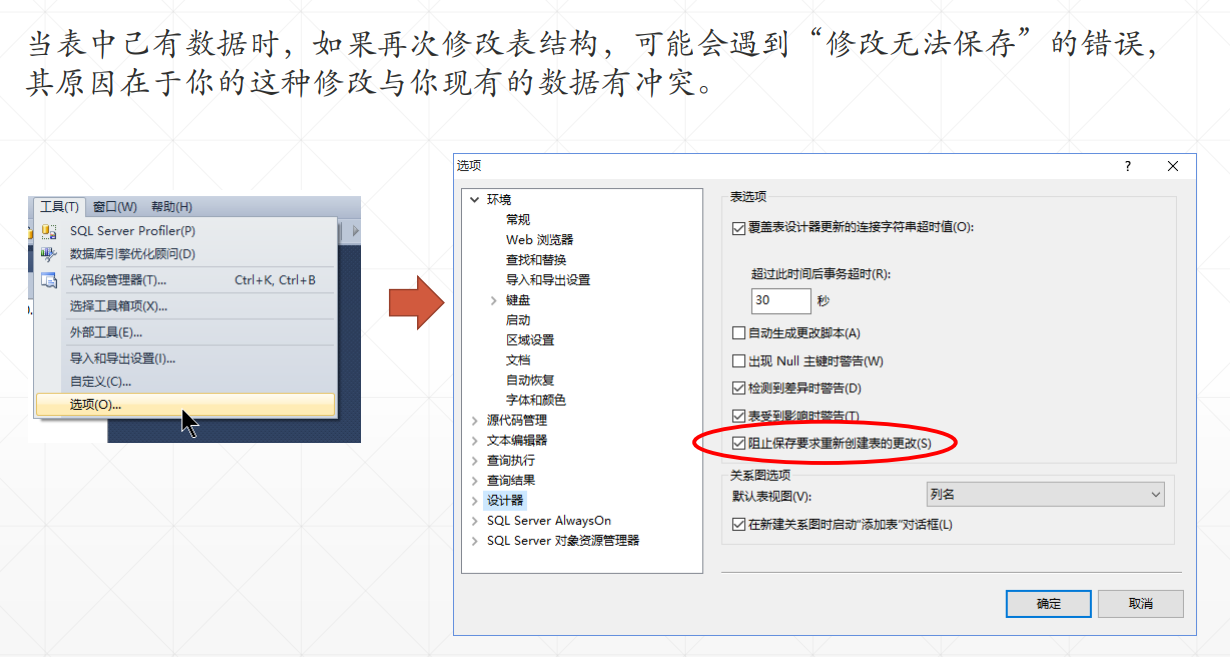 当表中已有数据时，如果再次修改表结构，可能会遇到“修改无法保存”的错误，
其原因在于你的这种修改与你现有的数据有冲突。
工具(T) 窗口(W) 帮助(H)
SQL Server Profiler(P)
数据库引擎优化顾问(D)
代码段管理器(T)... Ctrl+K, Ctrl+B
选择工具箱项(X)...
外部工具(E)...
导入和导出设置(I)...
自定义(C)...
选项(O)...
选项
环境
常规
Web 浏览器
查找和替换
导入和导出设置
键盘
启动
区域设置
文档
自动恢复
字体和颜色
源代码管理
文本编辑器
查询执行
查询结果
设计器
SQL Server AlwaysOn
SQL Server 对象资源管理器
表选项
覆盖表设计器更新的连接字符串超时值(O):
超过此时间后事务超时(R):
30 秒
自动生成更改脚本(A)
出现 Null 主键时警告(W)
检测到差异时警告(D)
表受到影响时警告(T)
阻止保存要求重新创建表的更改(S)
关系图选项
默认表视图(V): 列名
在新建关系图时启动“添加表”对话框(L)
确定 取消